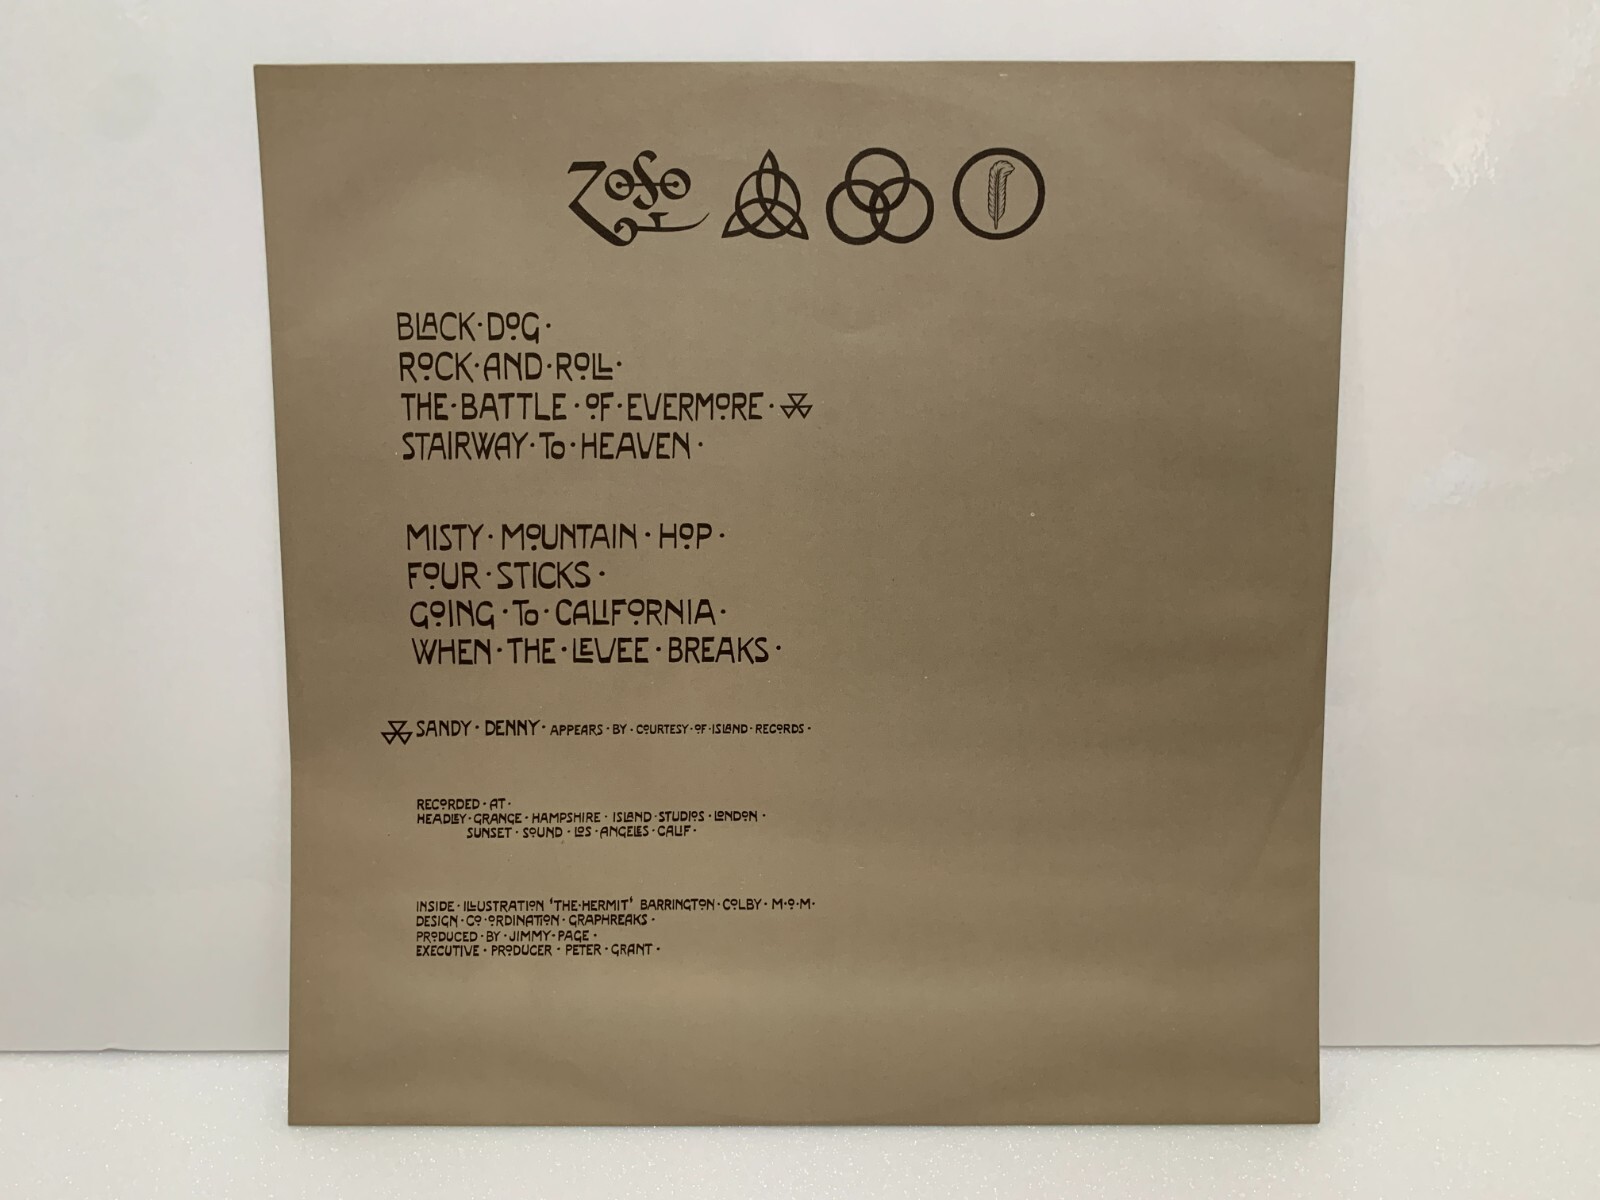 ZOSO
BLACK·DOG·
ROCK·AND·ROLL·
THE·BATTLE·OF·EVERMORE·
STAIRWAY·TO·HEAVEN·
MISTY·MOUNTAIN·HOP·
FOUR·STICKS·
GOING·TO·CALIFORNIA·
WHEN·THE·LEVEE·BREAKS·
SANDY·DENNY·APPEARS·BY·COURTESY·OF·ISLAND·RECORDS·
RECORDED·AT·
HEADLEY·GRANGE·HAMPSHIRE·ISLAND·STUDIOS·LONDON·
SUNSET·SOUND·LOS·ANGELES·CALIF·
INSIDE·ILLUSTRATION 'THE·HERMIT' BARRINGTON·COLBY·M·O·M·
DESIGN·CO·ORDINATION·GRAPHREAKS·
PRODUCED·BY·JIMMY·PAGE·
EXECUTIVE·PRODUCER·PETER·GRANT·